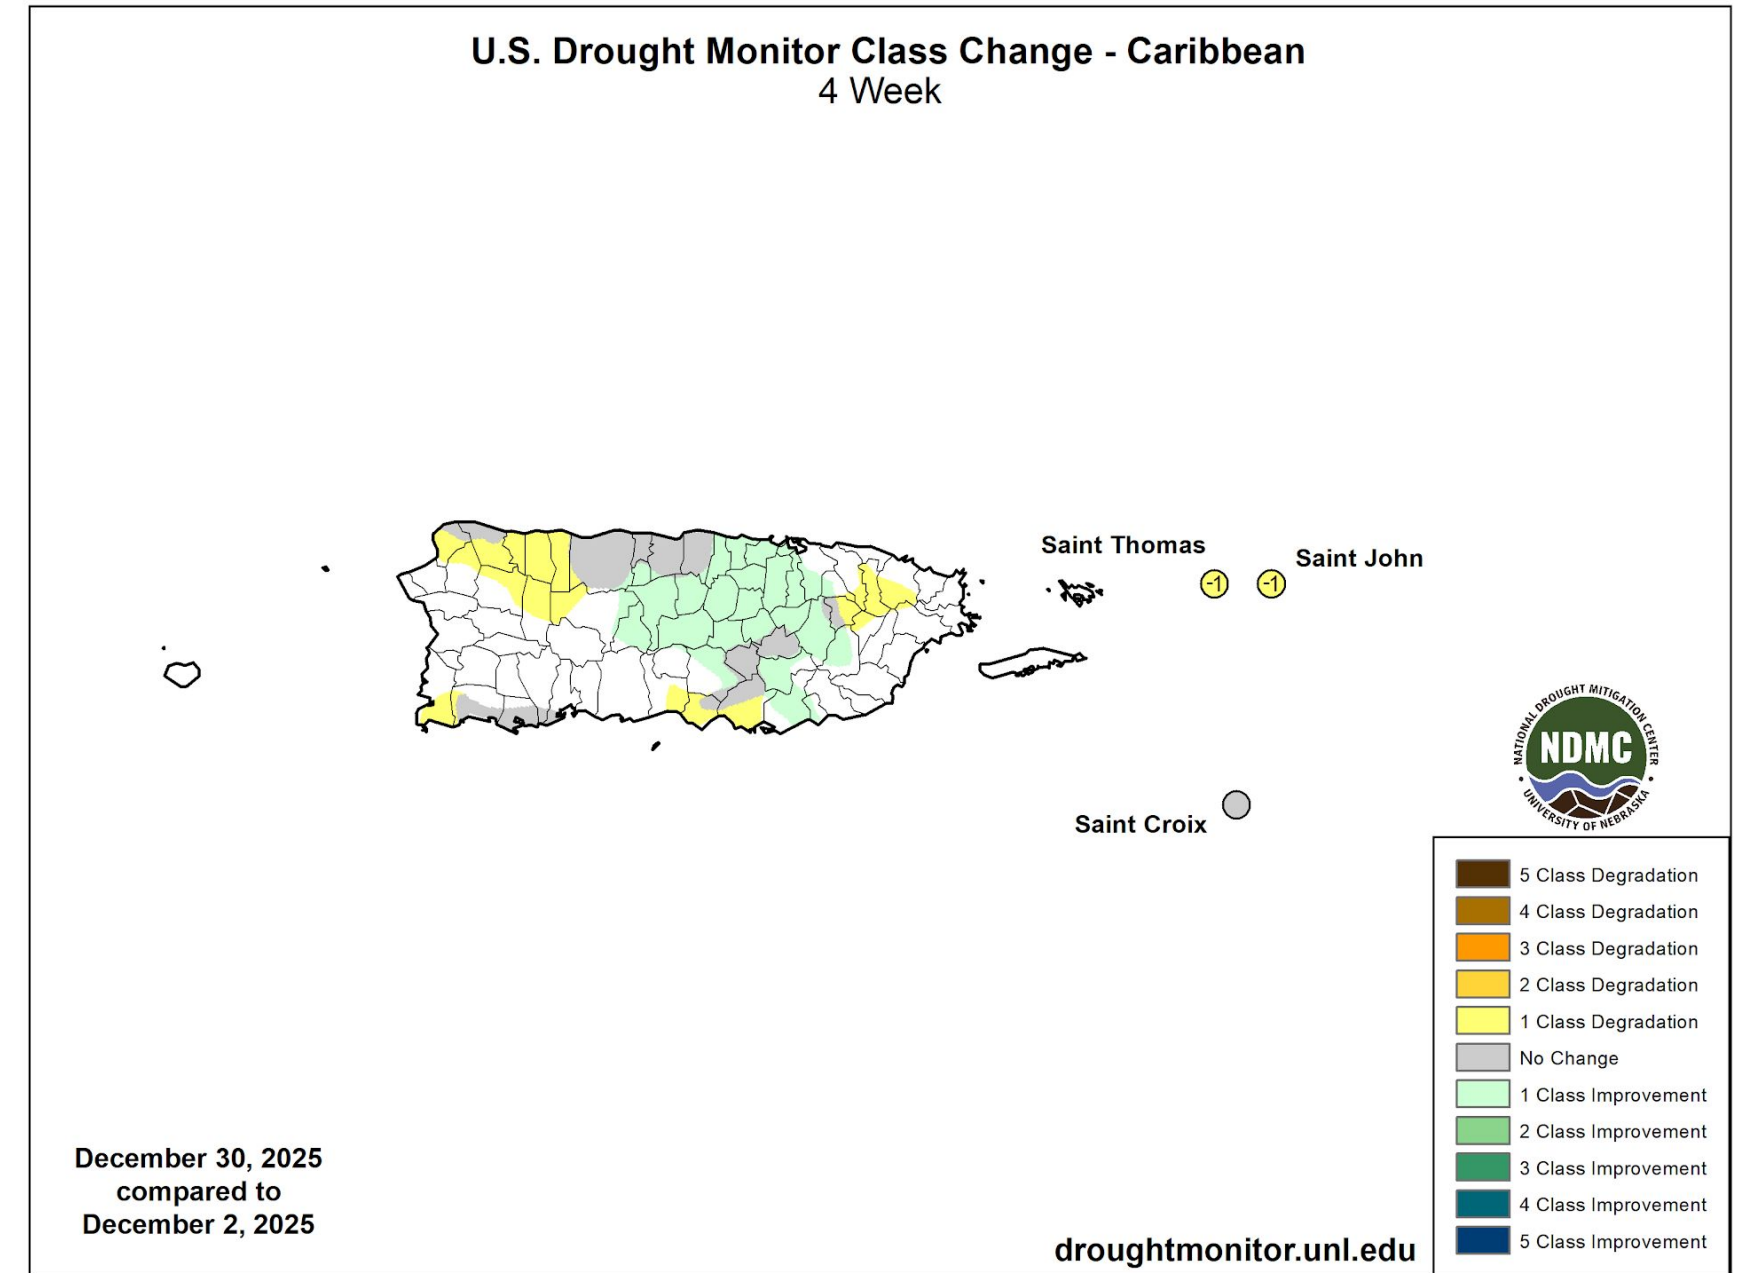 U.S. Drought Monitor Class Change - Caribbean
4 Week
Saint Thomas
Saint John
-1
-1
Saint Croix
NATIONAL DROUGHT MITIGATION CENTER
NDMC
UNIVERSITY OF NEBRASKA
5 Class Degradation
4 Class Degradation
3 Class Degradation
2 Class Degradation
1 Class Degradation
No Change
1 Class Improvement
2 Class Improvement
3 Class Improvement
4 Class Improvement
5 Class Improvement
December 30, 2025
compared to
December 2, 2025
droughtmonitor.unl.edu